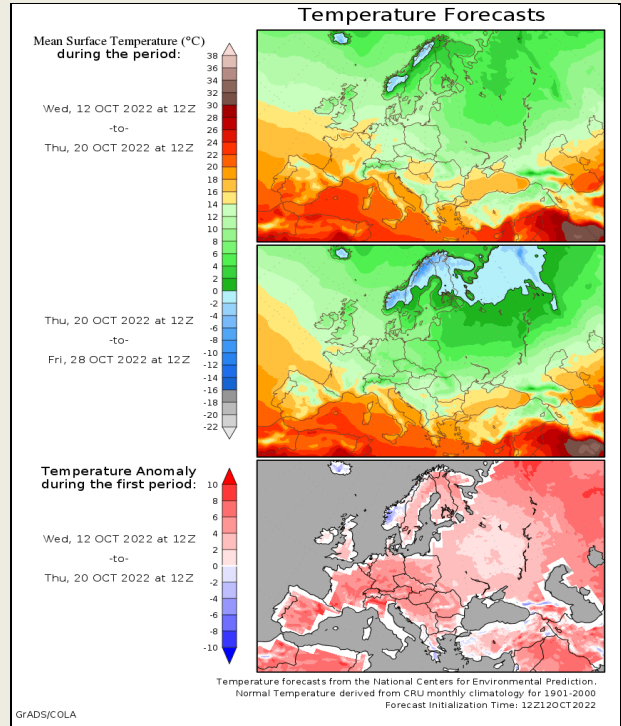 Temperature Forecasts
Mean Surface Temperature (°C)
during the period:
Wed, 12 OCT 2022 at 12Z
-to-
Thu, 20 OCT 2022 at 12Z
38
36
34
32
30
28
26
24
22
20
18
16
14
12
10
8
6
4
2
0
-2
-4
-6
-8
-10
-12
-14
-16
-18
-20
-22
Thu, 20 OCT 2022 at 12Z
-to-
Fri, 28 OCT 2022 at 12Z
Temperature Anomaly
during the first period:
Wed, 12 OCT 2022 at 12Z
-to-
Thu, 20 OCT 2022 at 12Z
10
8
6
4
2
0
-2
-4
-6
-8
-10
Temperature forecasts from the National Centers for Environmental Prediction.
Normal Temperature derived from CRU monthly climatology for 1901-2000
Forecast Initialization Time: 12Z12OCT2022
GrADS/COLA